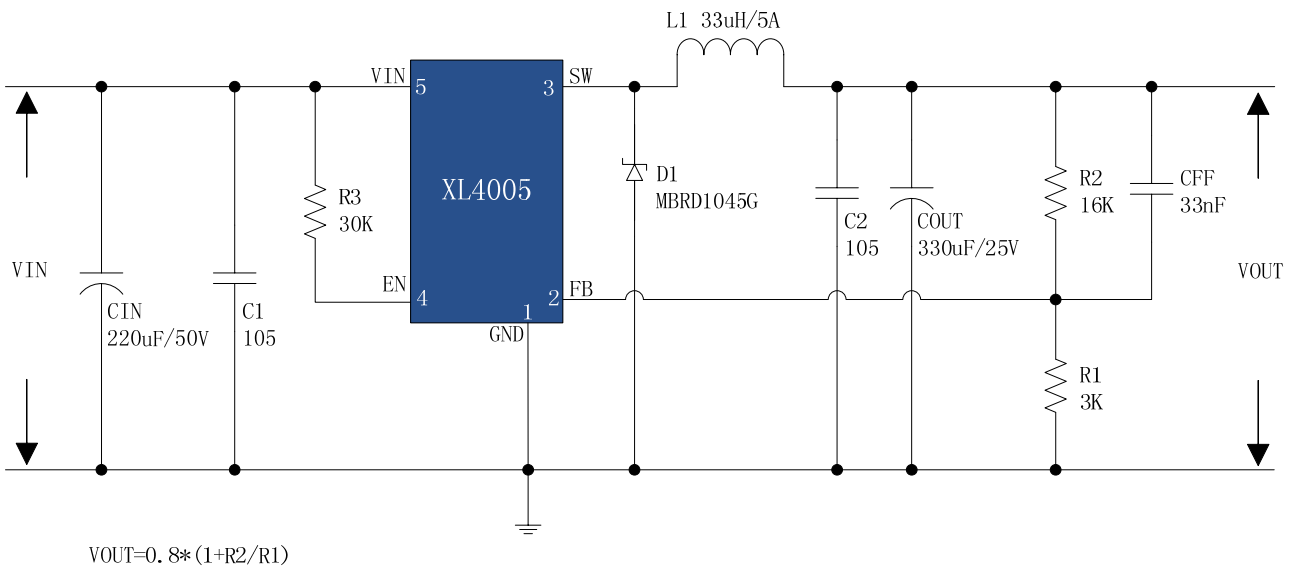 L1 33uH/5A
VIN
5
3
SW
XL4005
R3
30K
D1
MBRD1045G
R2
16K
CFF
33nF
C2
105
COUT
330uF/25V
VIN
VOUT
EN
4
2
FB
1
GND
CIN
220uF/50V
C1
105
R1
3K
VOUT=0.8*(1+R2/R1)